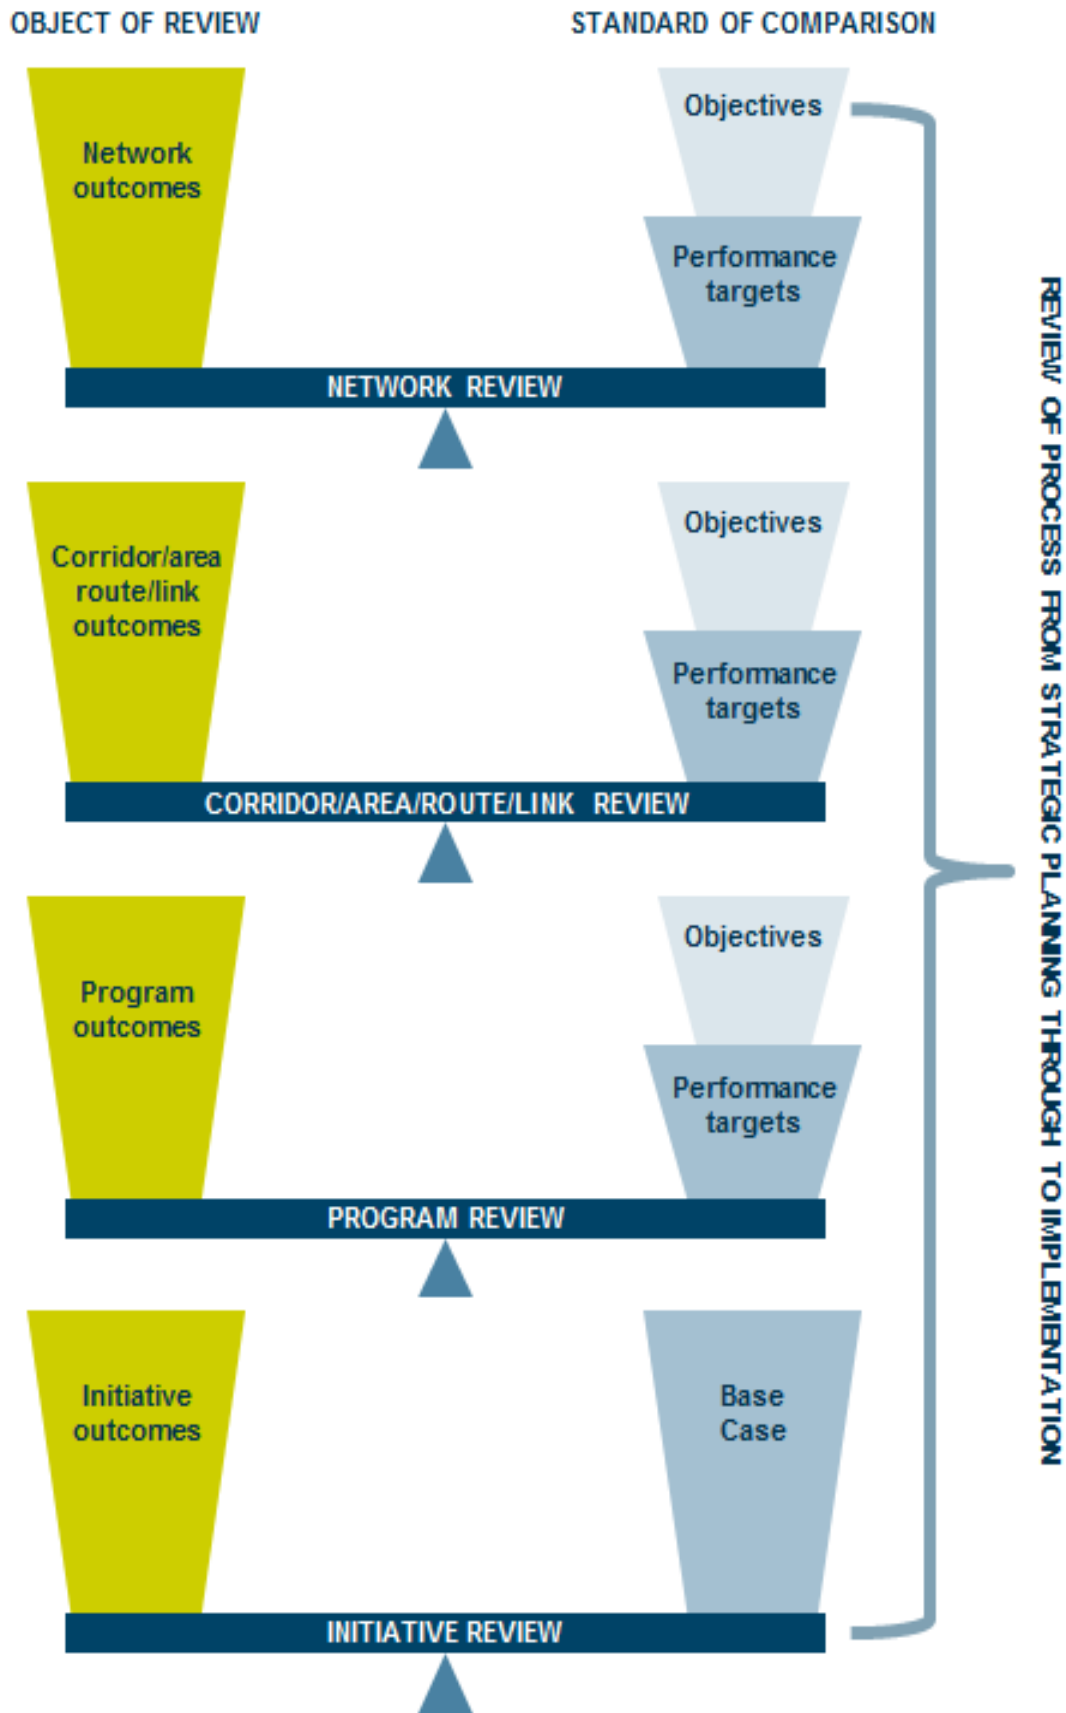 OBJECT OF REVIEW
STANDARD OF COMPARISON
Network
outcomes
Objectives
Performance
targets
NETWORK REVIEW
Corridor/area
route/link
outcomes
Objectives
Performance
targets
CORRIDOR/AREA/ROUTE/LINK REVIEW
Program
outcomes
Objectives
Performance
targets
PROGRAM REVIEW
Initiative
outcomes
Base
Case
INITIATIVE REVIEW
REVIEW OF PROCESS FROM STRATEGIC PLANNING THROUGH TO IMPLEMENTATION